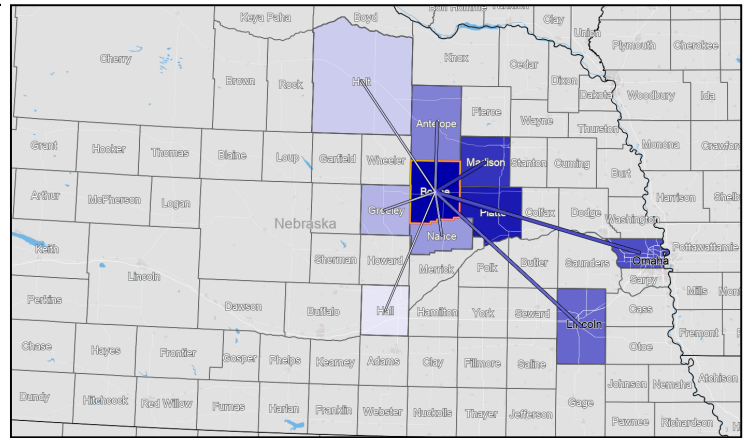 Keya Paha
Boyd
Clay
Union
Plymouth
Cherokee
Cherry
Knox
Cedar
Brown
Rock
Holt
Dixon
Dakota
Woodbury
Ida
Antelope
Pierce
Wayne
Thurston
Grant
Hooker
Thomas
Blaine
Loup
Garfield
Wheeler
Madison
Stanton
Cuming
Monona
Crawfor
Burt
Arthur
McPherson
Logan
Boone
Harrison
Shelb
Greeley
Platte
Colfax
Dodge
Washington
Nebraska
Nance
Pottawattamie
Keith
Sherman
Howard
Merrick
Polk
Butler
Saunders
Omaha
Sarpy
Lincoln
Mills
Mont
Perkins
Dawson
Buffalo
Hall
Hamilton
York
Seward
Lincoln
Cass
Fremont
Otoe
Chase
Hayes
Frontier
Gosper
Phelps
Kearney
Adams
Clay
Fillmore
Saline
Johnson
Nemaha
Atchison
Dundy
Hitchcock
Red Willow
Furnas
Harlan
Franklin
Webster
Nuckolls
Thayer
Jefferson
Gage
Pawnee
Richardson
H